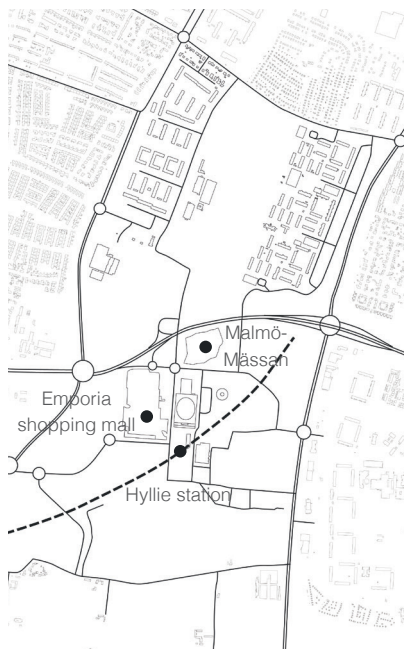 Malmö-
Mässan
Emporia
shopping mall
Hyllie station